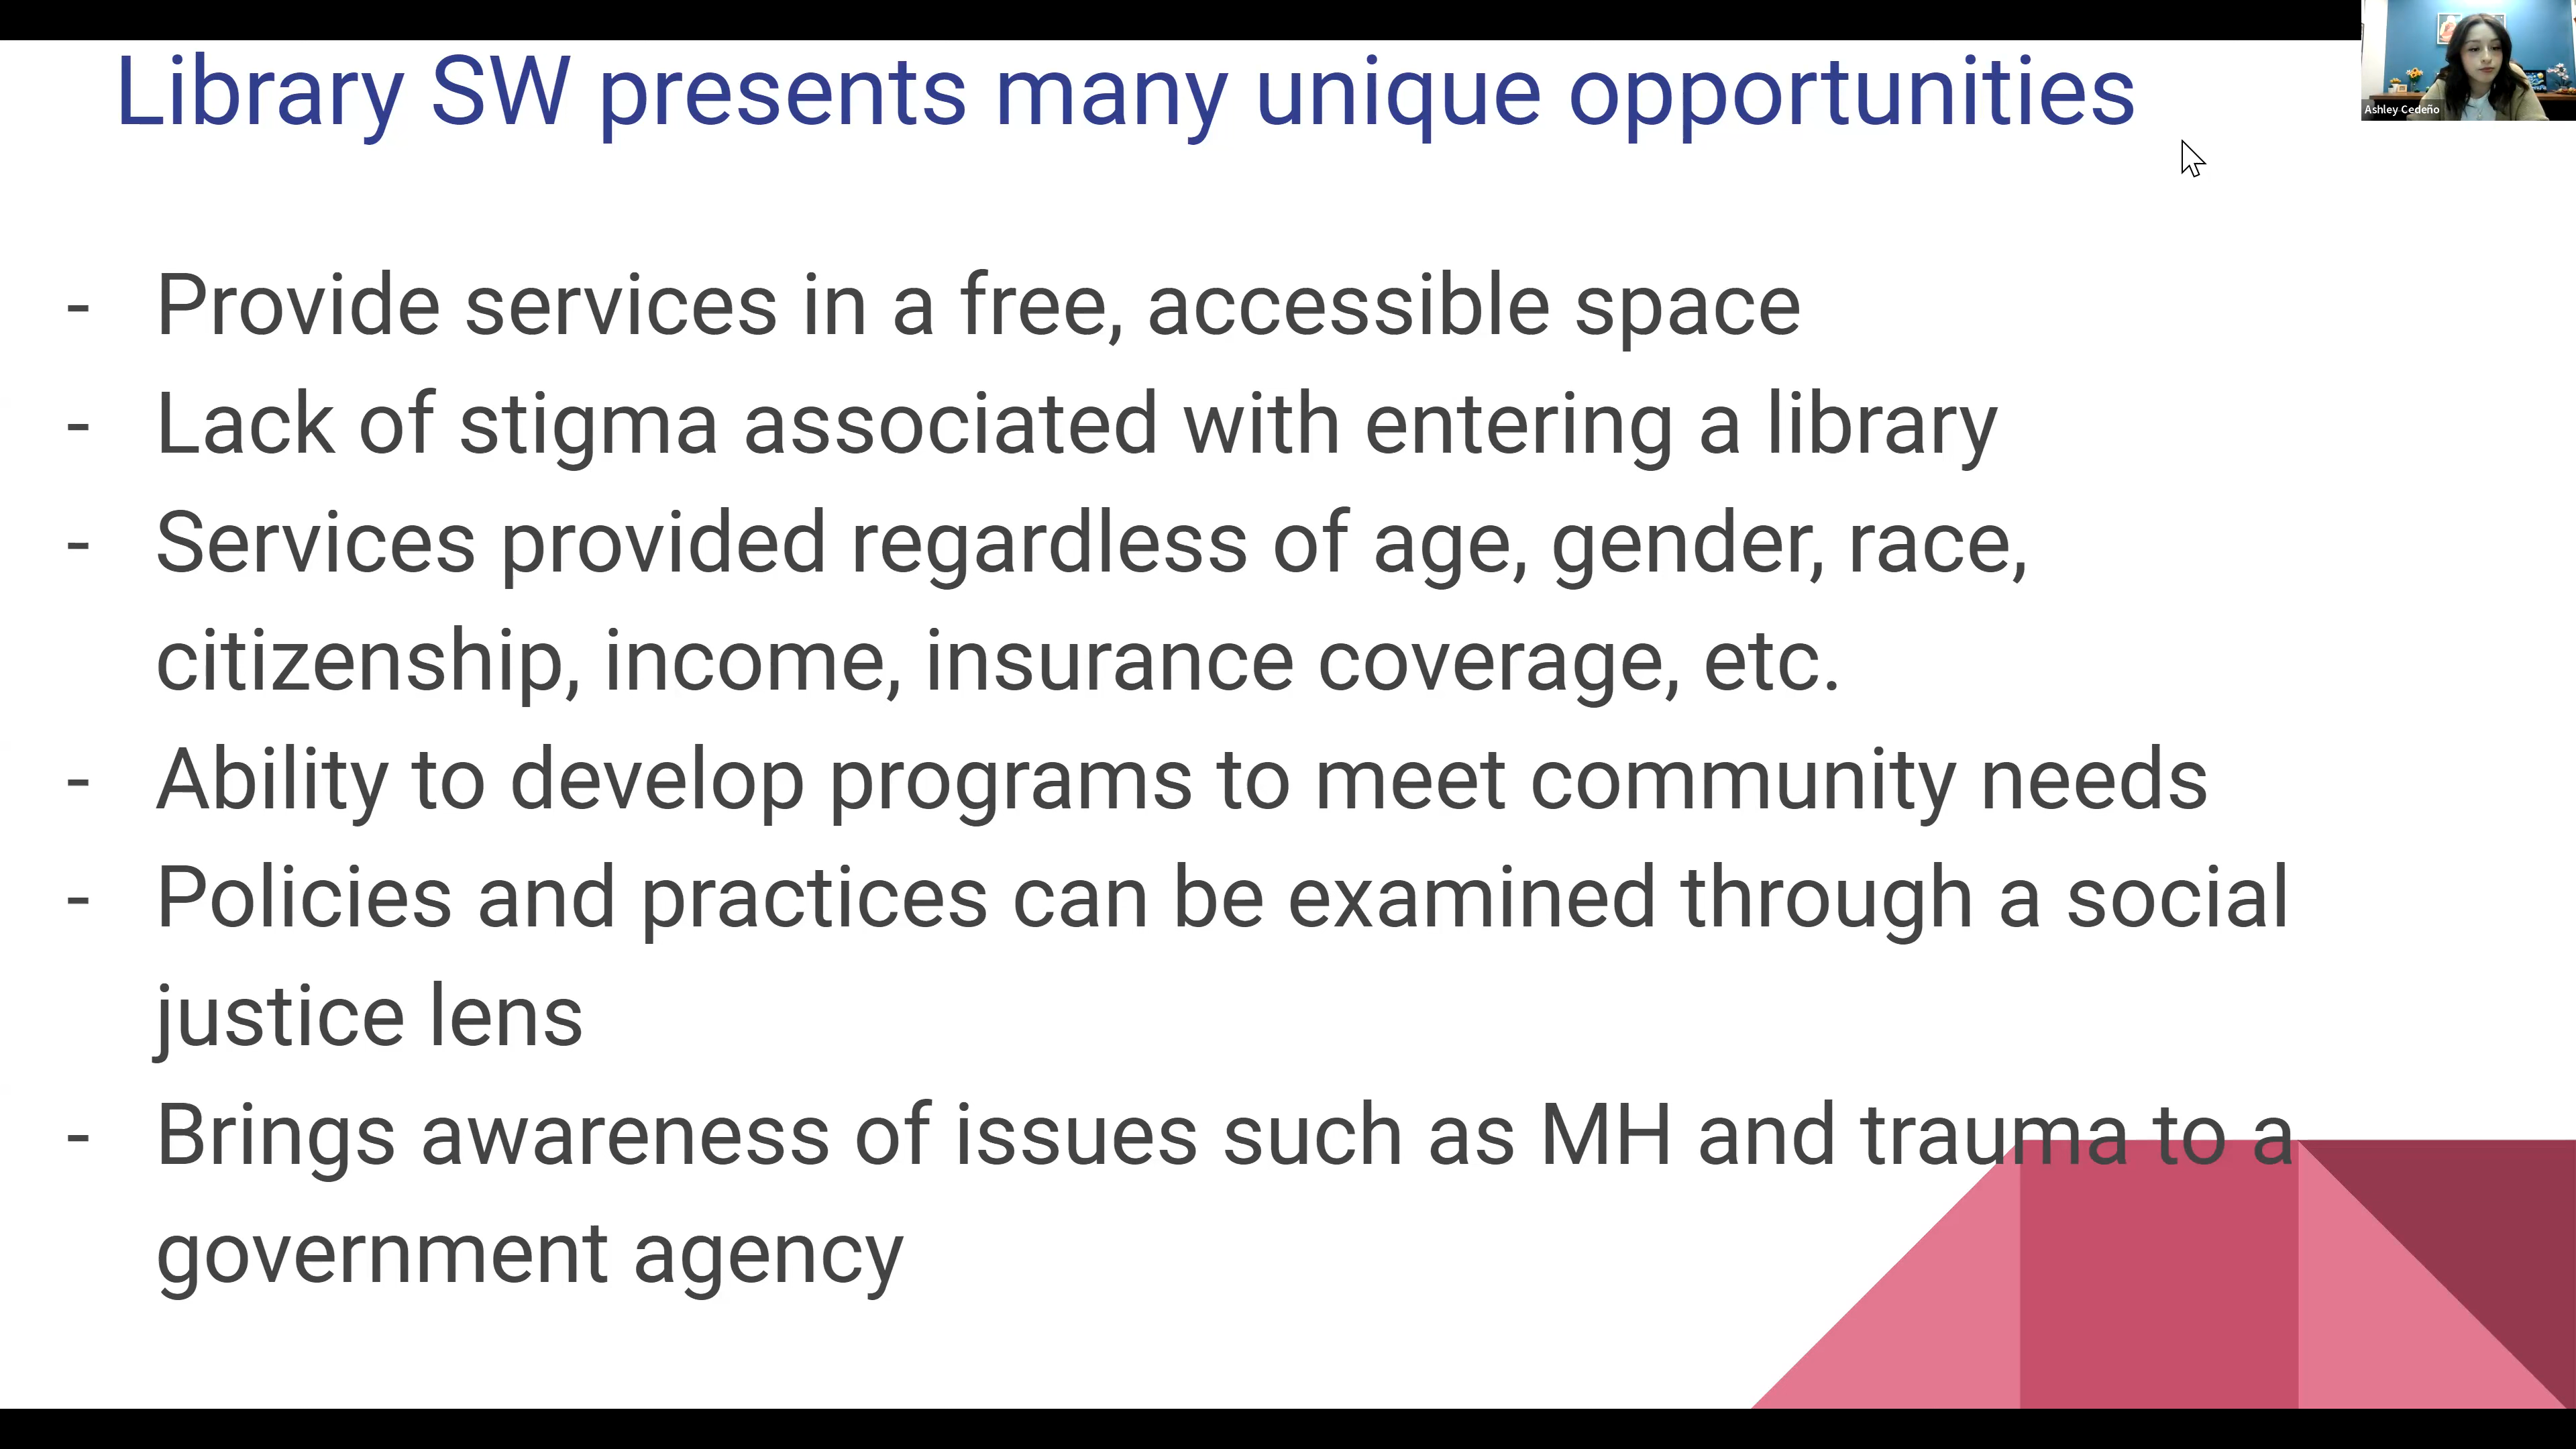 Library SW presents many unique opportunities
Ashley Cedeño
- Provide services in a free, accessible space
- Lack of stigma associated with entering a library
- Services provided regardless of age, gender, race,
citizenship, income, insurance coverage, etc.
- Ability to develop programs to meet community needs
- Policies and practices can be examined through a social
justice lens
- Brings awareness of issues such as MH and trauma to a
government agency